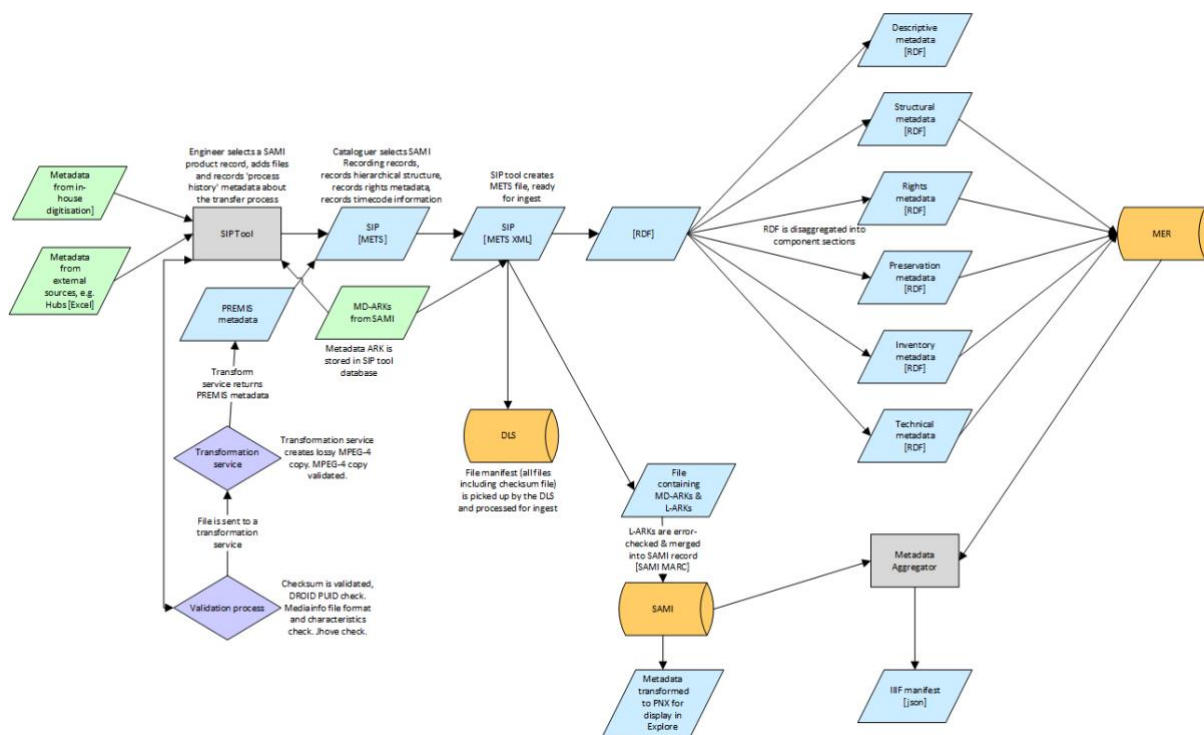 Descriptive
metadata
[RDF]
Structural
metadata
[RDF]
Rights
metadata
[RDF]
RDF is disaggregated into
component sections
Preservation
metadata
[RDF]
Inventory
metadata
[RDF]
Technical
metadata
[RDF]
MER
Engineer selects a SAMI
product record, adds files
and records 'process
history' metadata about
the transfer process
Cataloguer selects SAMI
Recording records,
records hierarchical structure,
records rights metadata,
records timecode information
SIP tool creates
METS file, ready
for ingest
Metadata
from in-
house
digitisation]
SIP Tool
SIP
[METS]
SIP
[METS XML]
[RDF]
Metadata
from
external
sources, e.g.
Hubs [Excel]
PREMIS
metadata
MD-ARKs
from SAMI
Metadata ARK is
stored in SIP tool
database
Transform
service returns
PREMIS metadata
Transformation
service
Transformation service
creates lossy MPEG-4
copy. MPEG-4 copy
validated.
DLS
File manifest (all files
including checksum file)
is picked up by the DLS
and processed for ingest
File is sent to a
transformation
service
Validation process
Checksum is validated,
DROID PUID check.
Mediainfo file format
and characteristics
check. Jhove check.
File
containing
MD-ARKs &
L-ARKs
L-ARKs are error-
checked & merged
into SAMI record
[SAMI MARC]
SAMI
Metadata
Aggregator
Metadata
transformed
to PNX for
display in
Explore
IIIF manifest
[json]